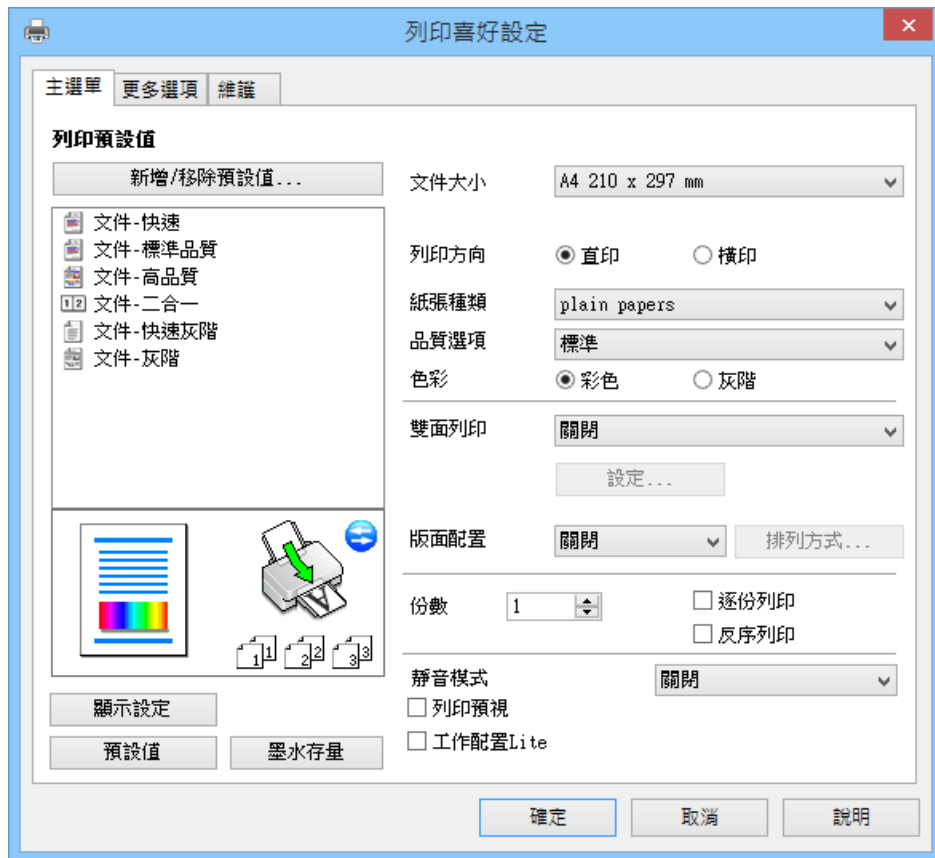 列印喜好設定
主選單 更多選項 維護
列印預設值
新增/移除預設值...
文件-快速
文件-標準品質
文件-高品質
文件-二合一
文件-快速灰階
文件-灰階
1 1 2 2 3 3
顯示設定
預設值 墨水存量
文件大小 A4 210 x 297 mm
列印方向 直印 橫印
紙張種類 plain papers
品質選項 標準
色彩 彩色 灰階
雙面列印 關閉
設定...
版面配置 關閉 排列方式...
份數 1 逐份列印
反序列印
靜音模式 關閉
列印預視
工作配置Lite
確定 取消 說明